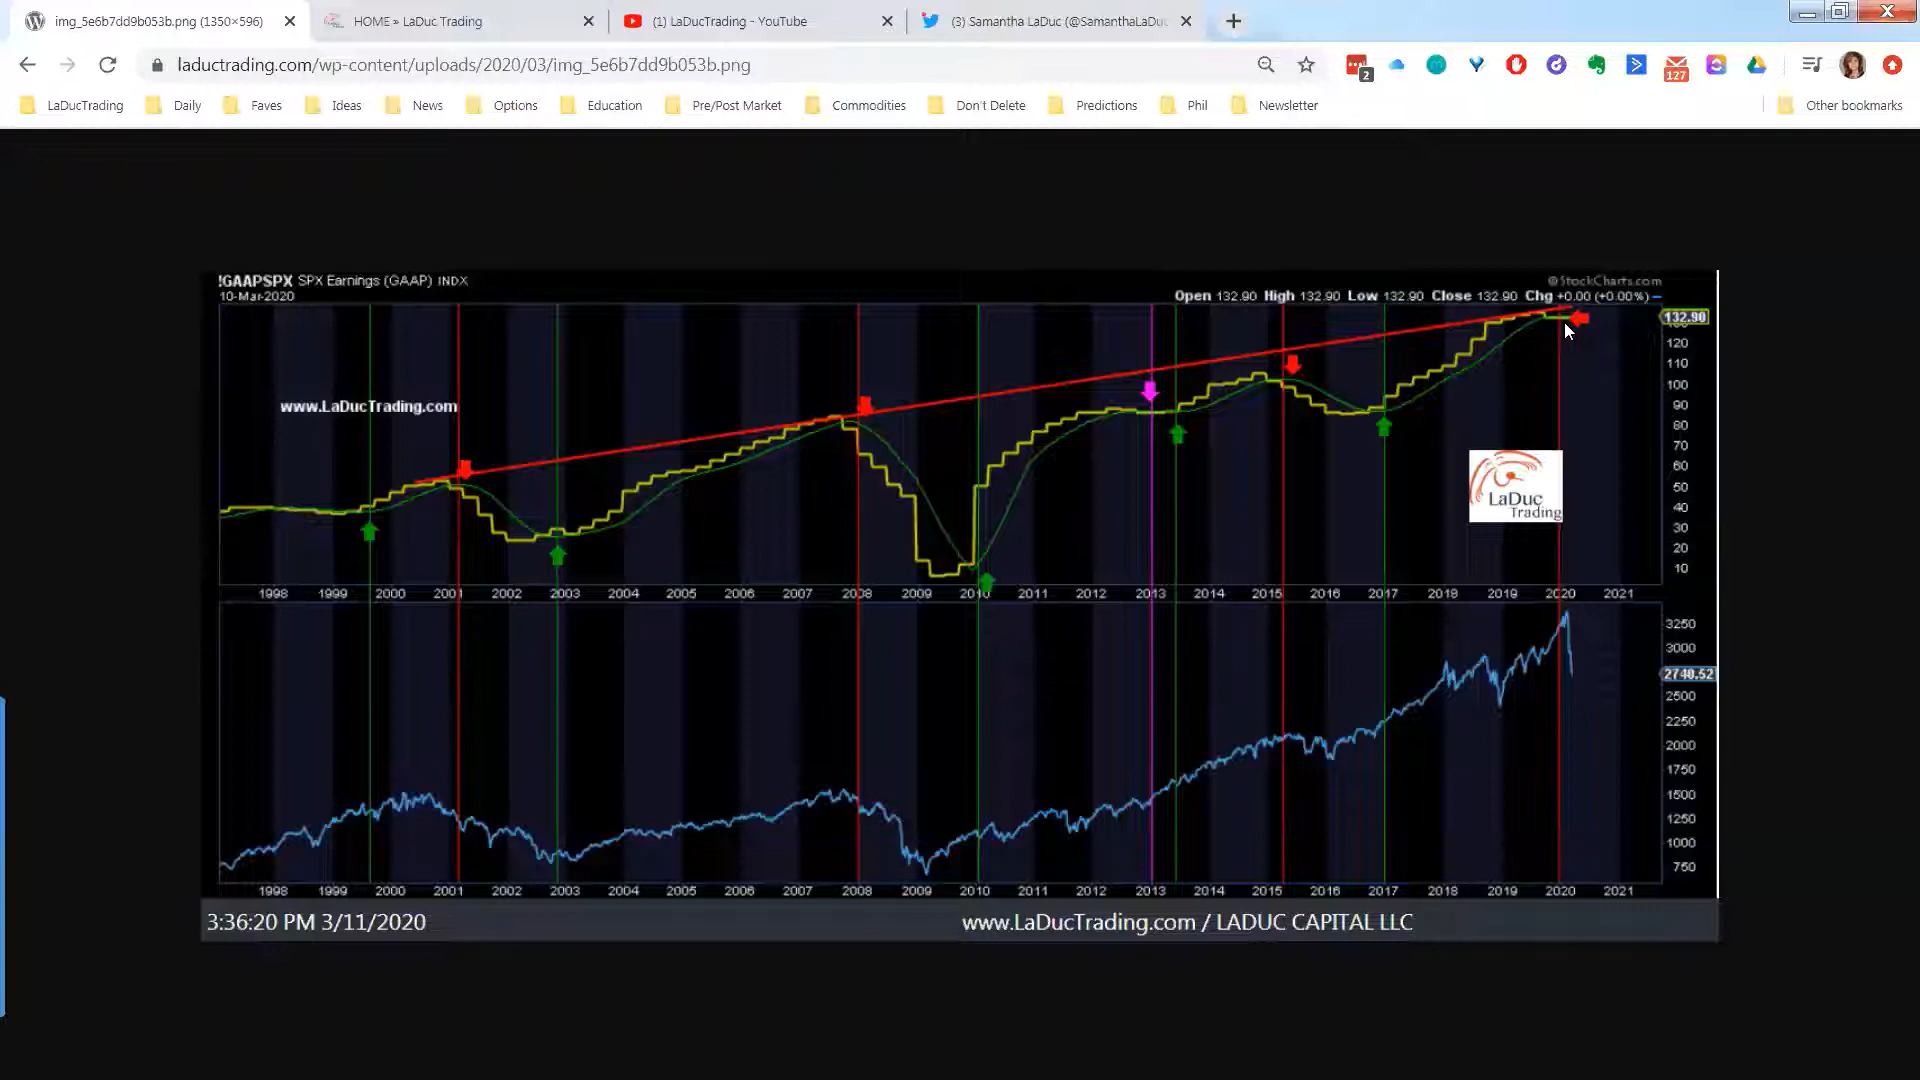 img_5e6b7dd9b053b.png (1350×596)
HOME » LaDuc Trading
(1) LaDucTrading - YouTube
(3) Samantha LaDuc (@SamanthaLaDuc
laductrading.com/wp-content/uploads/2020/03/img_5e6b7dd9b053b.png
2
127
LaDucTrading
Daily
Faves
Ideas
News
Options
Education
Pre/Post Market
Commodities
Don't Delete
Predictions
Phil
Newsletter
Other bookmarks
!GAAPSPX SPX Earnings (GAAP) INDX
©StockCharts.com
10-Mar-2020
Open 132.90 High 132.90 Low 132.90 Close 132.90 Chg +0.00 (+0.00%)
132.90
120
110
100
90
80
70
60
50
40
30
20
10
www.LaDucTrading.com
LaDuc
Trading
1998 1999 2000 2001 2002 2003 2004 2005 2006 2007 2008 2009 2010 2011 2012 2013 2014 2015 2016 2017 2018 2019 2020 2021
3250
3000
2740.52
2500
2250
2000
1750
1500
1250
1000
750
1998 1999 2000 2001 2002 2003 2004 2005 2006 2007 2008 2009 2010 2011 2012 2013 2014 2015 2016 2017 2018 2019 2020 2021
3:36:20 PM 3/11/2020
www.LaDucTrading.com / LADUC CAPITAL LLC